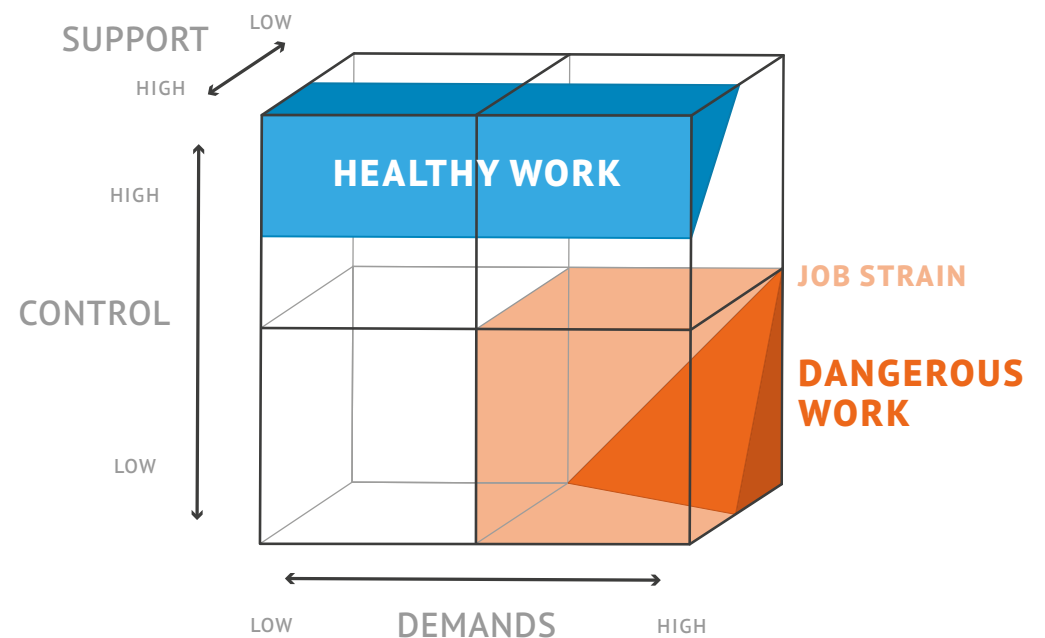 SUPPORT
LOW
HIGH
HEALTHY WORK
HIGH
JOB STRAIN
CONTROL
DANGEROUS
WORK
LOW
LOW
DEMANDS
HIGH